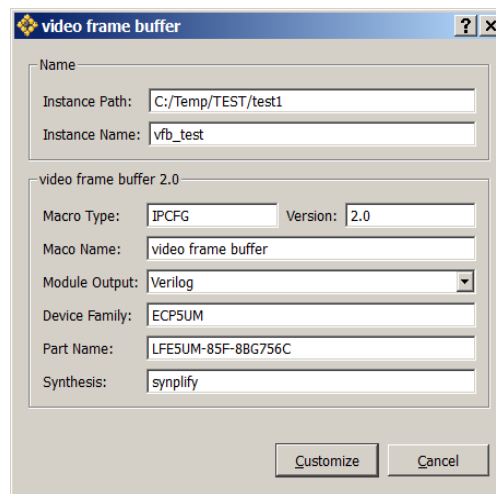 video frame buffer
Name
Instance Path: C:/Temp/TEST/test1
Instance Name: vfb_test
video frame buffer 2.0
Macro Type: IPCFG Version: 2.0
Maco Name: video frame buffer
Module Output: Verilog
Device Family: ECP5UM
Part Name: LFE5UM-85F-8BG756C
Synthesis: synplify
Customize Cancel